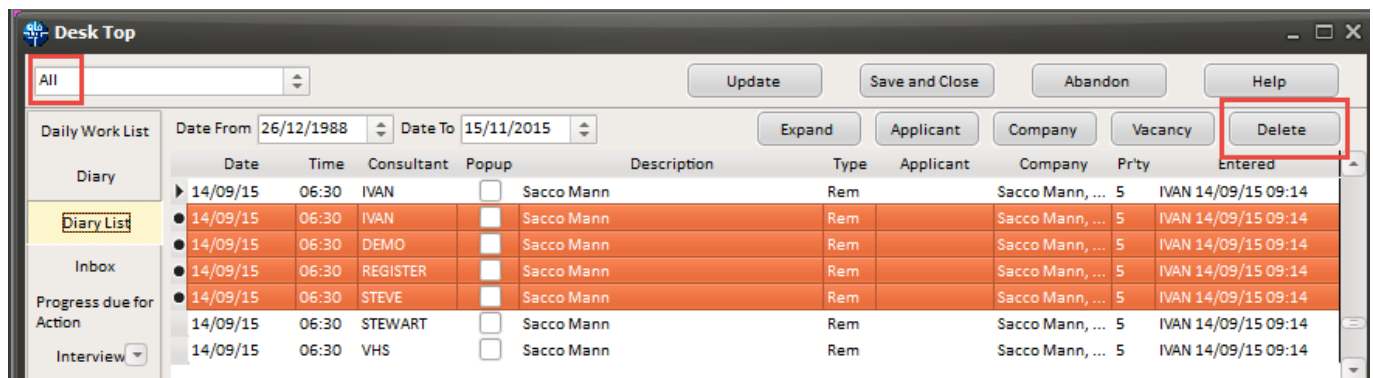 Desk Top
All Update Save and Close Abandon Help
Daily Work List Date From 26/12/1988 Date To 15/11/2015 Expand Applicant Company Vacancy Delete
Date Time Consultant Popup Description Type Applicant Company Pr'ty Entered
Diary
14/09/15 06:30 IVAN Sacco Mann Rem Sacco Mann, ... 5 IVAN 14/09/15 09:14
Diary List 14/09/15 06:30 IVAN Sacco Mann Rem Sacco Mann, ... 5 IVAN 14/09/15 09:14
14/09/15 06:30 DEMO Sacco Mann Rem Sacco Mann, ... 5 IVAN 14/09/15 09:14
Inbox 14/09/15 06:30 REGISTER Sacco Mann Rem Sacco Mann, ... 5 IVAN 14/09/15 09:14
Progress due for 14/09/15 06:30 STEVE Sacco Mann Rem Sacco Mann, ... 5 IVAN 14/09/15 09:14
Action 14/09/15 06:30 STEWART Sacco Mann Rem Sacco Mann, ... 5 IVAN 14/09/15 09:14
Interview 14/09/15 06:30 VHS Sacco Mann Rem Sacco Mann, ... 5 IVAN 14/09/15 09:14